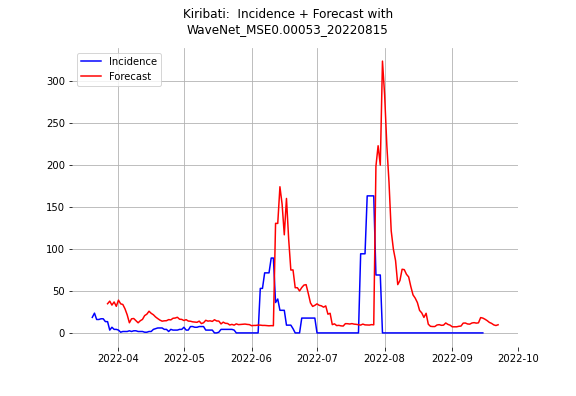 Kiribati:  Incidence + Forecast with
WaveNet_MSE0.00053_20220815
Incidence
Forecast
300
250
200
150
100
50
0
2022-04 2022-05 2022-06 2022-07 2022-08 2022-09 2022-10